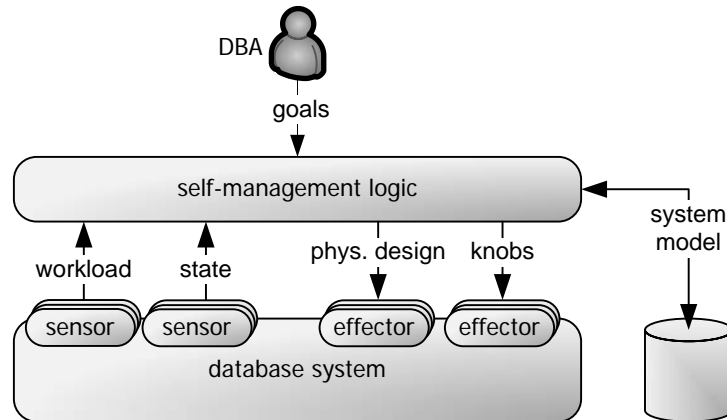 DBA
goals
self-management logic
system
model
workload
state
phys. design
knobs
sensor
sensor
effector
effector
database system